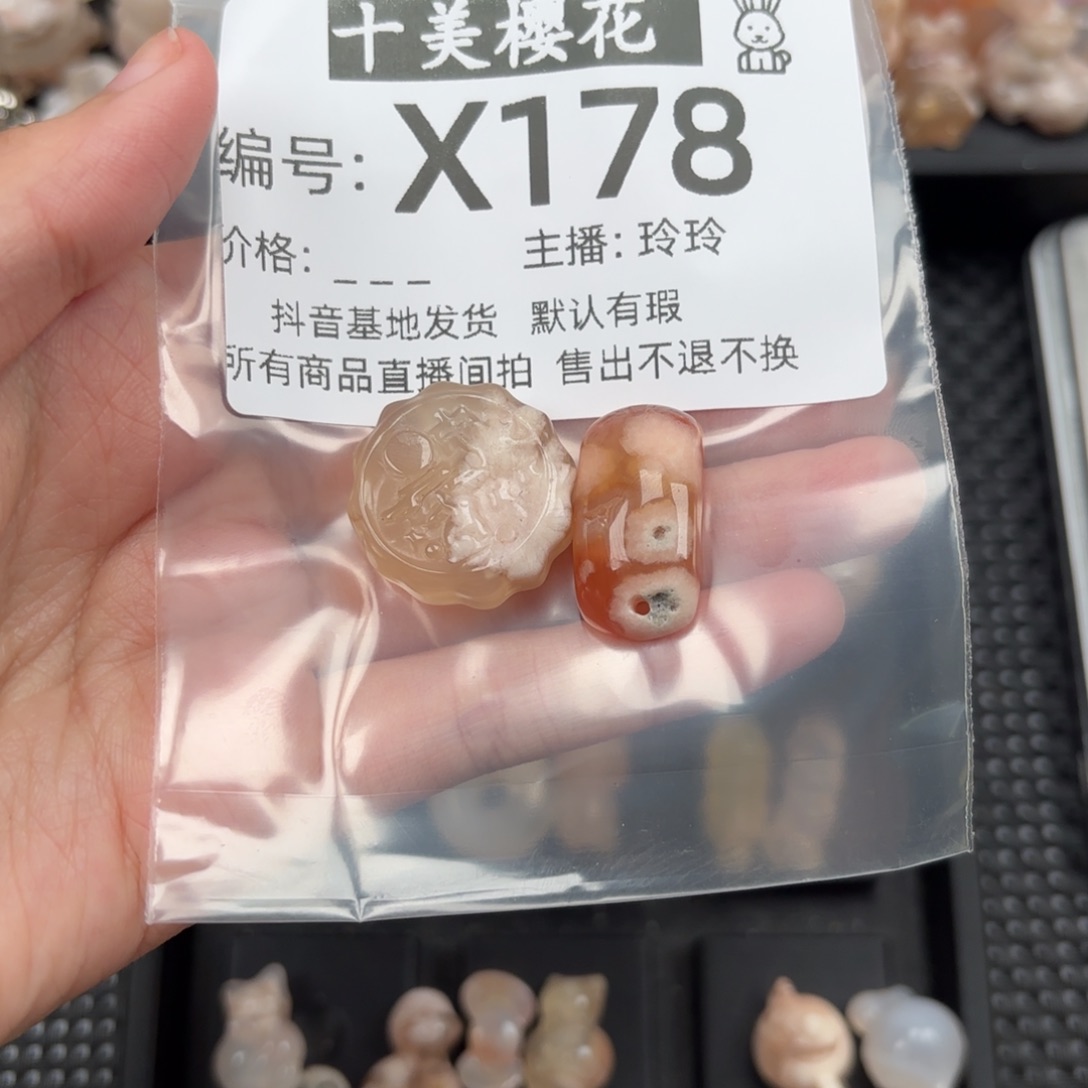 十美樱花
编号: X178
价格: _ _ _ 主播: 玲玲
抖音基地发货 默认有瑕
所有商品直播间拍 售出不退不换